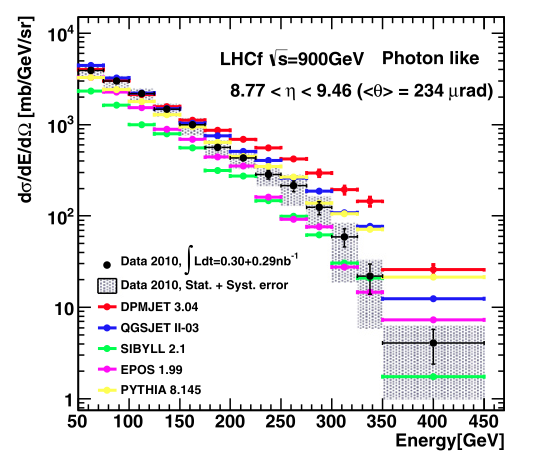 dσ/dE/dΩ [mb/GeV/sr]
10⁴
10³
10²
10
1
LHCf √s=900GeV Photon like
8.77 < η < 9.46 (<θ> = 234 μrad)
Data 2010, ∫Ldt=0.30+0.29nb⁻¹
Data 2010, Stat. + Syst. error
DPMJET 3.04
QGSJET II-03
SIBYLL 2.1
EPOS 1.99
PYTHIA 8.145
50 100 150 200 250 300 350 400 450
Energy[GeV]